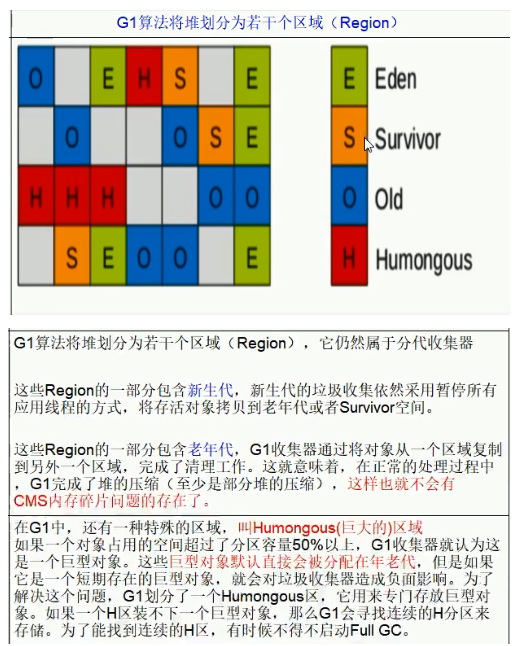 G1算法将堆划分为若干个区域（Region）
O E H S E
O O S E
H H H O O
S E O O E
E Eden
S Survivor
O Old
H Humongous
G1算法将堆划分为若干个区域（Region），它仍然属于分代收集器
这些Region的一部分包含新生代，新生代的垃圾收集依然采用暂停所有
应用线程的方式，将存活对象拷贝到老年代或者Survivor空间。
这些Region的一部分包含老年代，G1收集器通过将对象从一个区域复制
到另外一个区域，完成了清理工作。这就意味着，在正常的处理过程中
，G1完成了堆的压缩（至少是部分堆的压缩），这样也就不会有
CMS内存碎片问题的存在了。
在G1中，还有一种特殊的区域，叫Humongous(巨大的)区域
如果一个对象占用的空间超过了分区容量50%以上，G1收集器就认为这
是一个巨型对象。这些巨型对象默认直接会被分配在年老代，但是如果
它是一个短期存在的巨型对象，就会对垃圾收集器造成负面影响。为了
解决这个问题，G1划分了一个Humongous区，它用来专门存放巨型对
象。如果一个H区装不下一个巨型对象，那么G1会寻找连续的H分区来
存储。为了能找到连续的H区，有时候不得不启动Full GC。